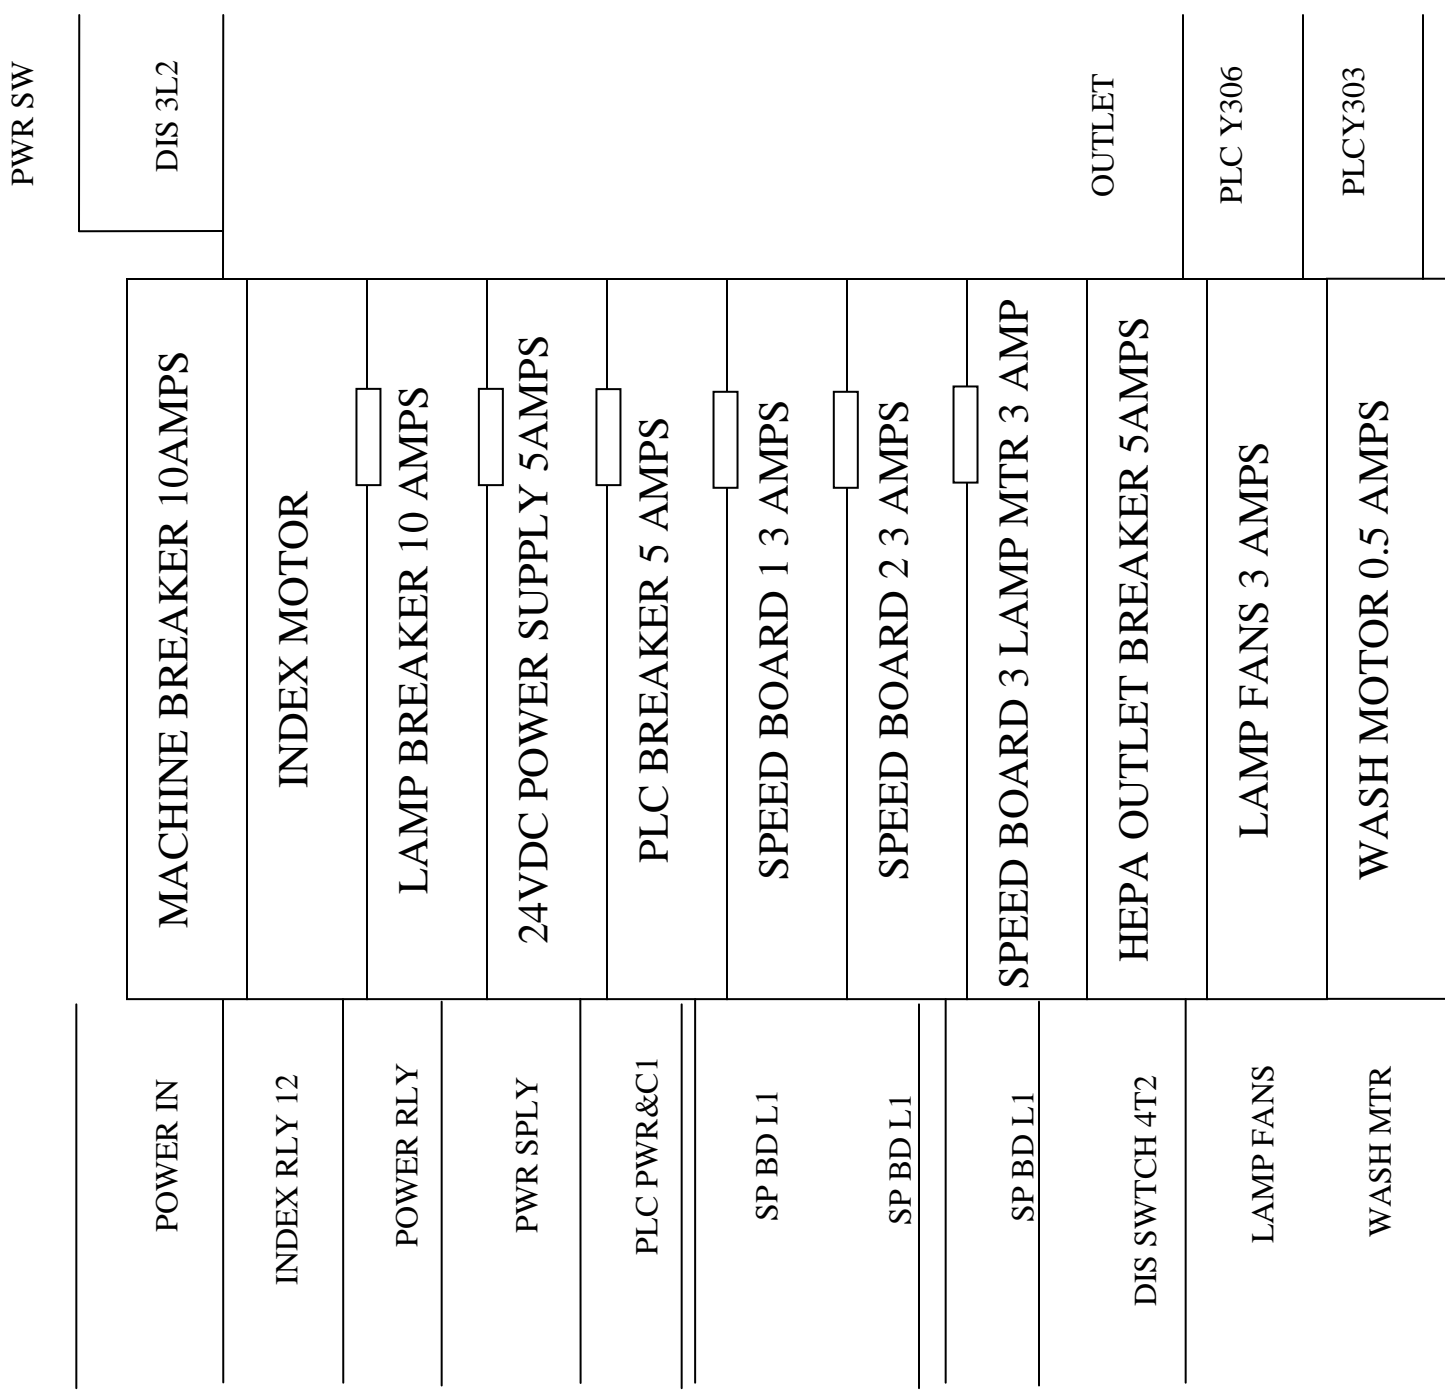 PWR SW
DIS 3L2
OUTLET
PLC Y306
PLCY303
MACHINE BREAKER 10AMPS
INDEX MOTOR
LAMP BREAKER 10 AMPS
24VDC POWER SUPPLY 5AMPS
PLC BREAKER 5 AMPS
SPEED BOARD 1 3 AMPS
SPEED BOARD 2 3 AMPS
SPEED BOARD 3 LAMP MTR 3 AMP
HEPA OUTLET BREAKER 5AMPS
LAMP FANS 3 AMPS
WASH MOTOR 0.5 AMPS
POWER IN
INDEX RLY 12
POWER RLY
PWR SPLY
PLC PWR&C1
SP BD L1
SP BD L1
SP BD L1
DIS SWTCH 4T2
LAMP FANS
WASH MTR